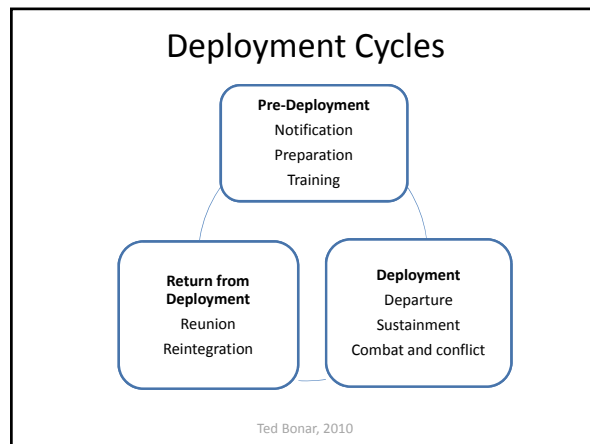 Deployment Cycles
Pre-Deployment
Notification
Preparation
Training
Return from
Deployment
Reunion
Reintegration
Deployment
Departure
Sustainment
Combat and conflict
Ted Bonar, 2010